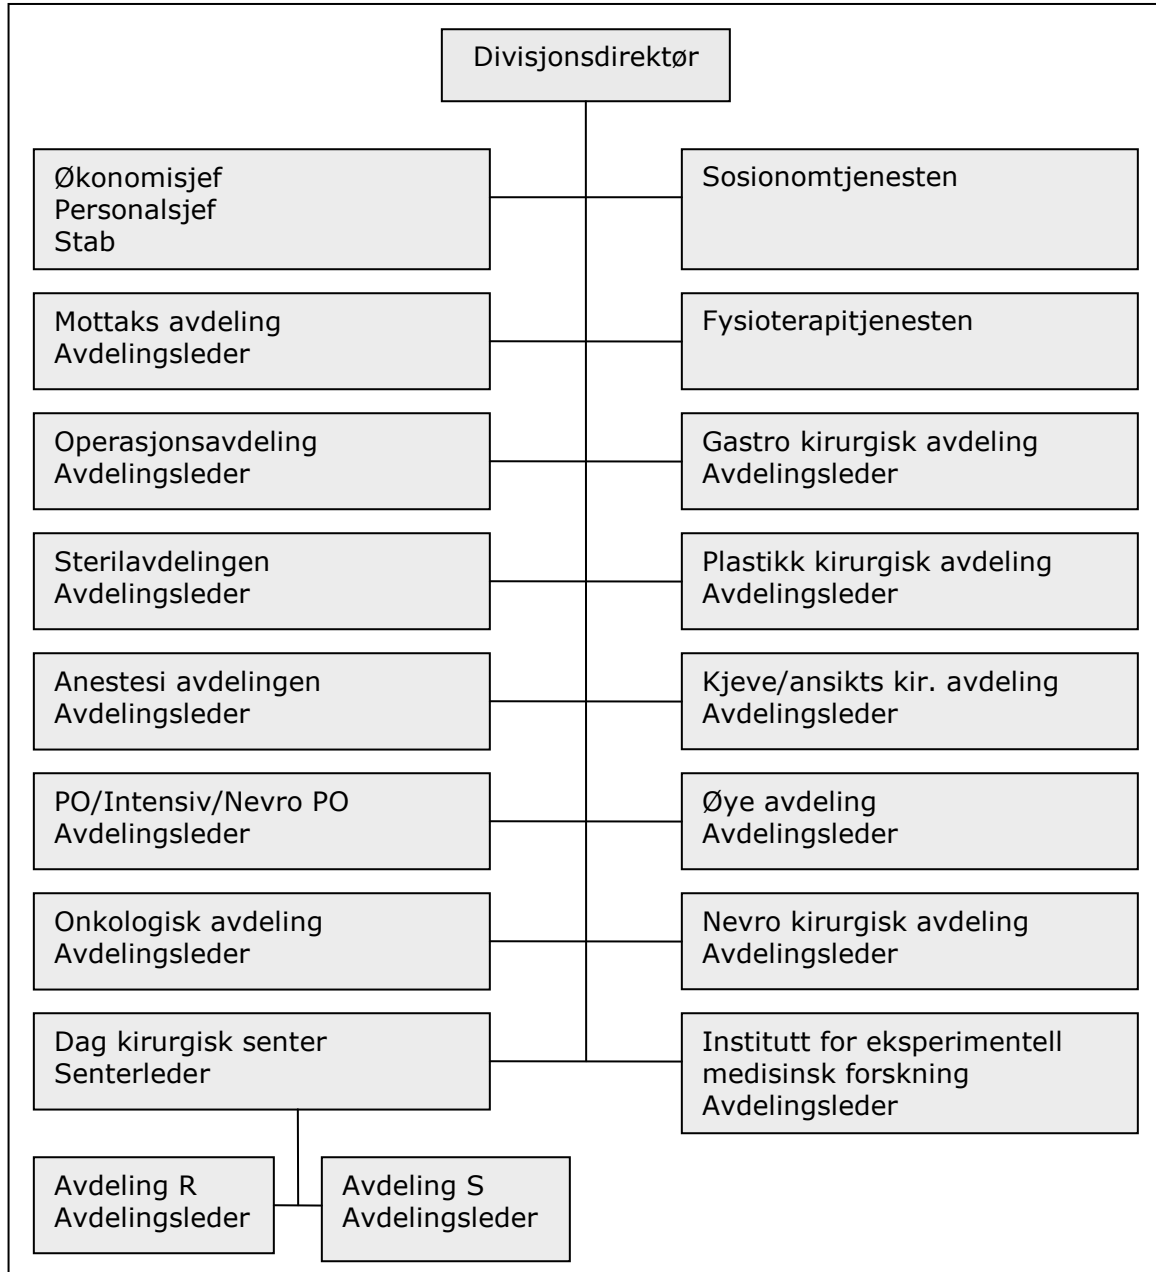 Divisjonsdirektør
Økonomisjef
Personalsjef
Stab
Sosionomtjenesten
Mottaks avdeling
Avdelingsleder
Fysioterapitjenesten
Operasjonsavdeling
Avdelingsleder
Gastro kirurgisk avdeling
Avdelingsleder
Sterilavdelingen
Avdelingsleder
Plastikk kirurgisk avdeling
Avdelingsleder
Anestesi avdelingen
Avdelingsleder
Kjeve/ansikts kir. avdeling
Avdelingsleder
PO/Intensiv/Nevro PO
Avdelingsleder
Øye avdeling
Avdelingsleder
Onkologisk avdeling
Avdelingsleder
Nevro kirurgisk avdeling
Avdelingsleder
Dag kirurgisk senter
Senterleder
Institutt for eksperimentell
medisinsk forskning
Avdelingsleder
Avdeling R
Avdelingsleder
Avdeling S
Avdelingsleder